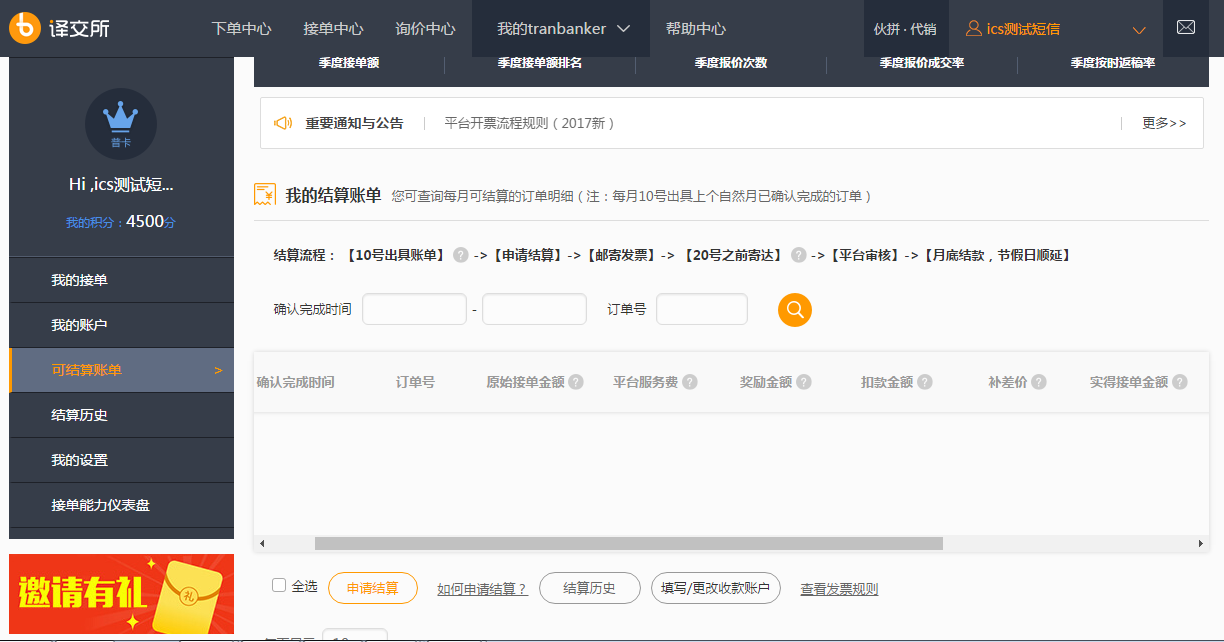 译交所
下单中心 接单中心 询价中心 我的tranbanker 帮助中心 伙拼 · 代销 ics测试短信
季度接单额 季度接单额排名 季度报价次数 季度报价成交率 季度按时返稿率
普卡
Hi ,ics测试短...
我的积分：4500分
我的接单
我的账户
可结算账单 >
结算历史
我的设置
接单能力仪表盘
邀请有礼
礼
重要通知与公告 平台开票流程规则（2017新） 更多>>
我的结算账单 您可查询每月可结算的订单明细（注：每月10号出具上个自然月已确认完成的订单）
结算流程：【10号出具账单】 ? ->【申请结算】->【邮寄发票】->【20号之前寄达】 ? ->【平台审核】->【月底结款，节假日顺延】
确认完成时间 - 订单号
确认完成时间 订单号 原始接单金额 ? 平台服务费 ? 奖励金额 ? 扣款金额 ? 补差价 ? 实得接单金额 ?
全选 申请结算 如何申请结算？ 结算历史 填写/更改收款账户 查看发票规则